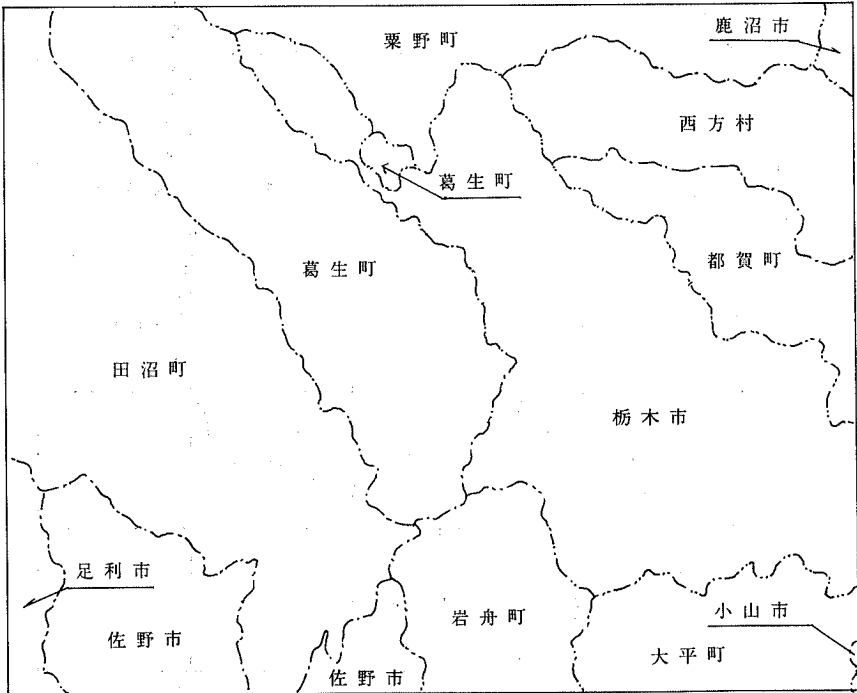 粟野町
鹿沼市
西方村
葛生町
都賀町
葛生町
田沼町
栃木市
足利市
岩舟町
小山市
佐野市
大平町
佐野市